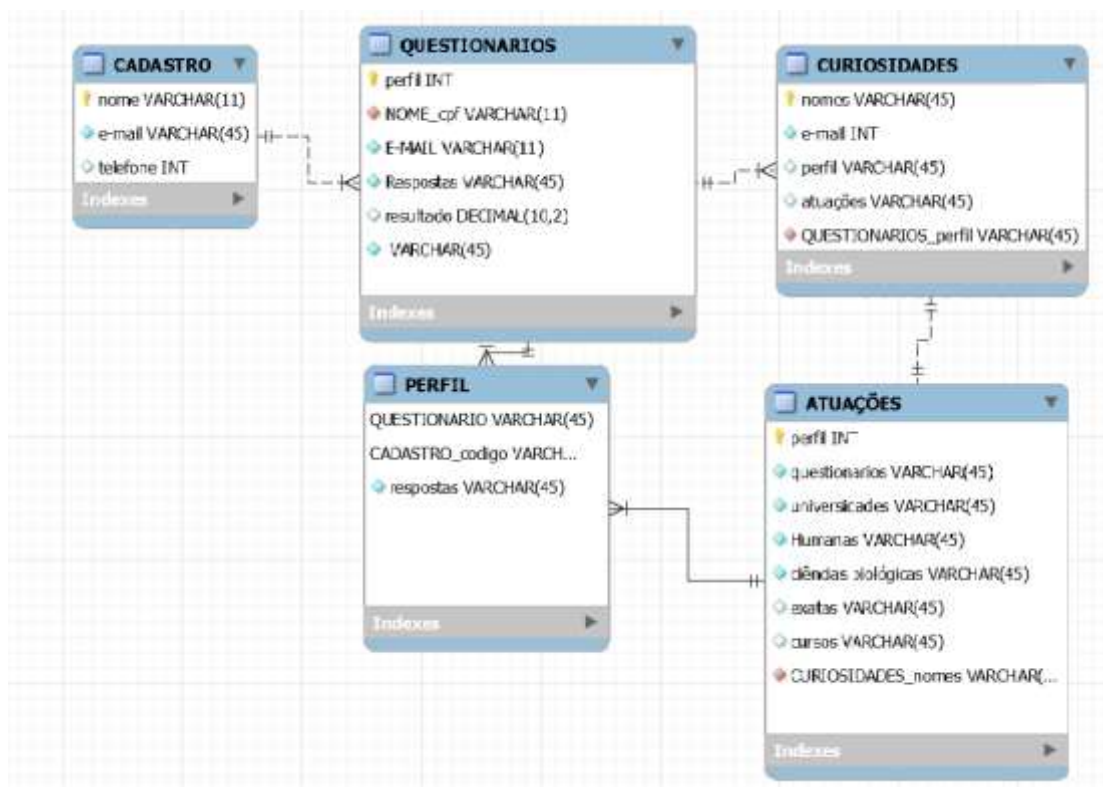 CADASTRO
nome VARCHAR(11)
e-mail VARCHAR(45)
telefone INT
Indexes
QUESTIONARIOS
perfil INT
NOME_cpf VARCHAR(11)
E-MAIL VARCHAR(11)
Respostas VARCHAR(45)
resultado DECIMAL(10,2)
VARCHAR(45)
Indexes
CURIOSIDADES
nomes VARCHAR(45)
e-mail INT
perfil VARCHAR(45)
atuações VARCHAR(45)
QUESTIONARIOS_perfil VARCHAR(45)
Indexes
PERFIL
QUESTIONARIO VARCHAR(45)
CADASTRO_codigo VARCH...
respostas VARCHAR(45)
Indexes
ATUAÇÕES
perfil INT
questionarios VARCHAR(45)
universicades VARCHAR(45)
Humanas VARCHAR(45)
ciências biológicas VARCHAR(45)
exatas VARCHAR(45)
cursos VARCHAR(45)
CURIOSIDADES_nomes VARCHAR(...
Indexes